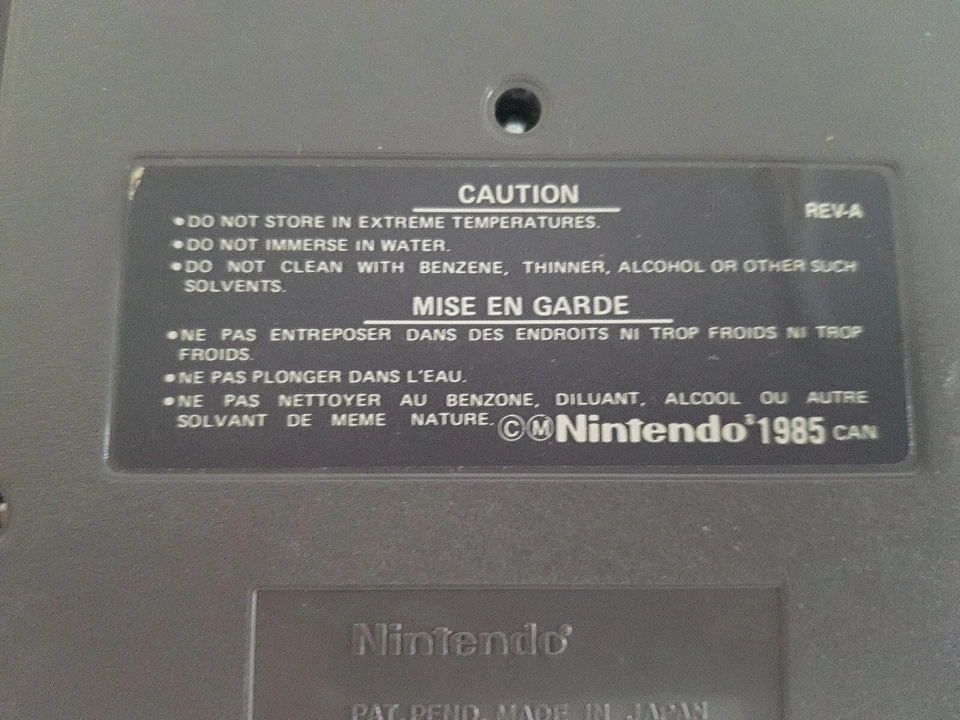 CAUTION
REV-A
•DO NOT STORE IN EXTREME TEMPERATURES.
•DO NOT IMMERSE IN WATER.
•DO NOT CLEAN WITH BENZENE, THINNER, ALCOHOL OR OTHER SUCH
SOLVENTS.
MISE EN GARDE
•NE PAS ENTREPOSER DANS DES ENDROITS NI TROP FROIDS NI TROP
FROIDS.
•NE PAS PLONGER DANS L'EAU.
•NE PAS NETTOYER AU BENZONE, DILUANT, ALCOOL OU AUTRE
SOLVANT DE MEME NATURE.
ⒸⓂNintendo® 1985 CAN
Nintendo®
PAT. PEND. MADE IN JAPAN